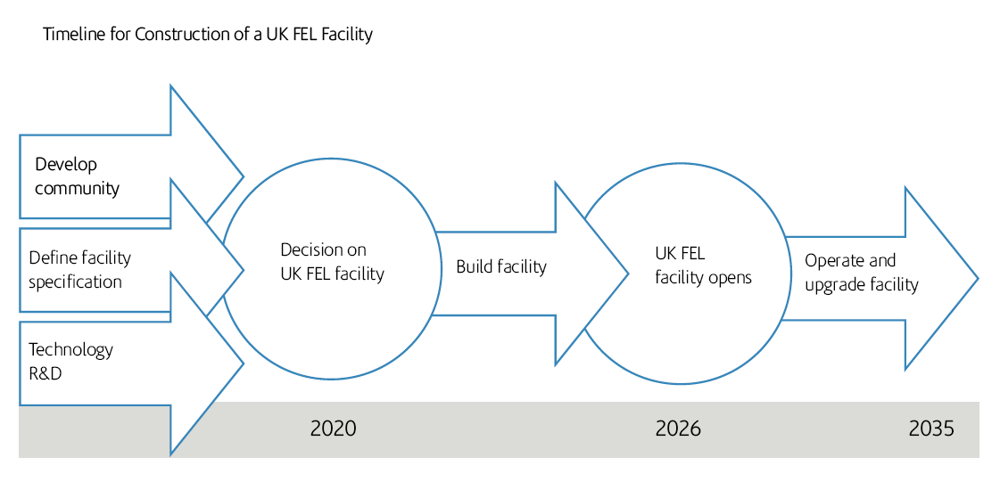 Timeline for Construction of a UK FEL Facility
Develop
community
Define facility
specification
Technology
R&D
Decision on
UK FEL facility
Build facility
UK FEL
facility opens
Operate and
upgrade facility
2020
2026
2035